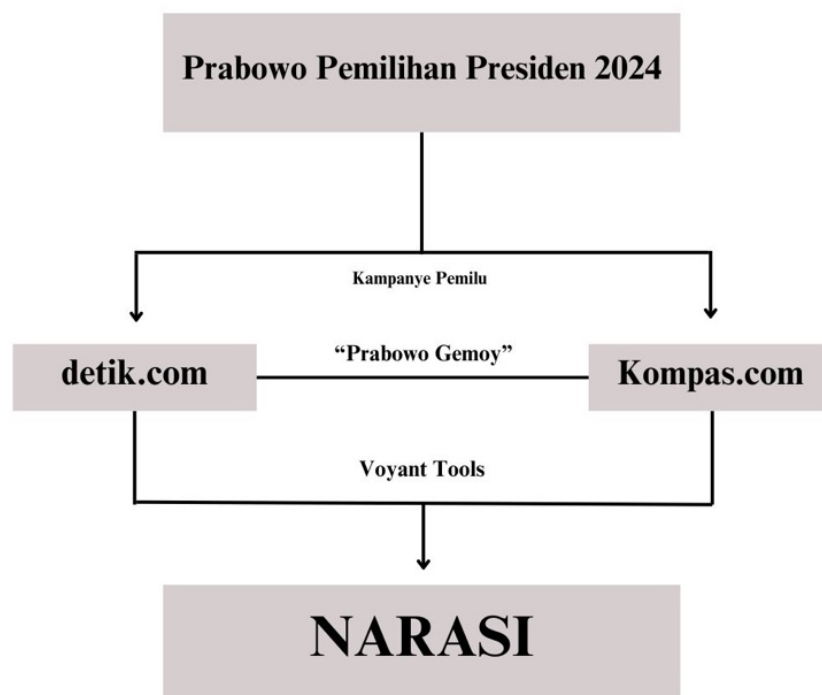 Prabowo Pemilihan Presiden 2024
Kampanye Pemilu
detik.com
“Prabowo Gemoy”
Kompas.com
Voyant Tools
NARASI